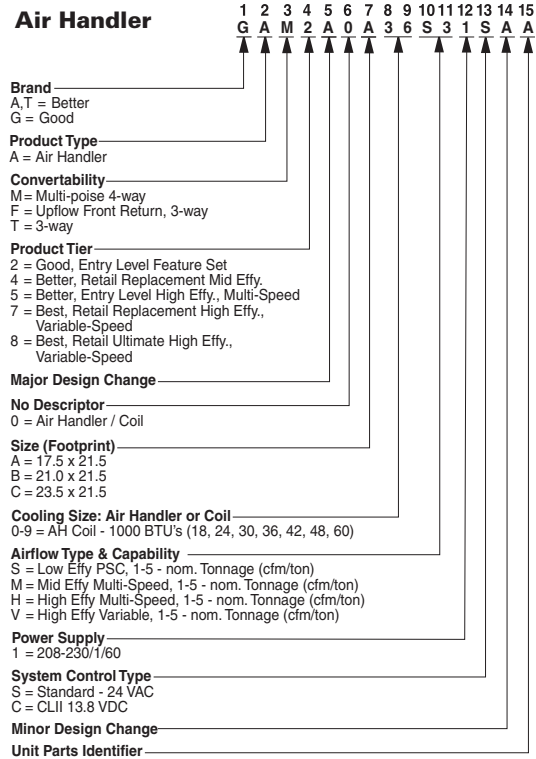 Air Handler
1 2 3 4 5 6 7 8 9 10 11 12 13 14 15
G A M 2 A 0 A 3 6 S 3 1 S A A
Brand
A,T = Better
G = Good
Product Type
A = Air Handler
Convertability
M = Multi-poise 4-way
F = Upflow Front Return, 3-way
T = 3-way
Product Tier
2 = Good, Entry Level Feature Set
4 = Better, Retail Replacement Mid Effy.
5 = Better, Entry Level High Effy., Multi-Speed
7 = Best, Retail Replacement High Effy.,
Variable-Speed
8 = Best, Retail Ultimate High Effy.,
Variable-Speed
Major Design Change
No Descriptor
0 = Air Handler / Coil
Size (Footprint)
A = 17.5 x 21.5
B = 21.0 x 21.5
C = 23.5 x 21.5
Cooling Size: Air Handler or Coil
0-9 = AH Coil - 1000 BTU's (18, 24, 30, 36, 42, 48, 60)
Airflow Type & Capability
S = Low Effy PSC, 1-5 - nom. Tonnage (cfm/ton)
M = Mid Effy Multi-Speed, 1-5 - nom. Tonnage (cfm/ton)
H = High Effy Multi-Speed, 1-5 - nom. Tonnage (cfm/ton)
V = High Effy Variable, 1-5 - nom. Tonnage (cfm/ton)
Power Supply
1 = 208-230/1/60
System Control Type
S = Standard - 24 VAC
C = CLII 13.8 VDC
Minor Design Change
Unit Parts Identifier